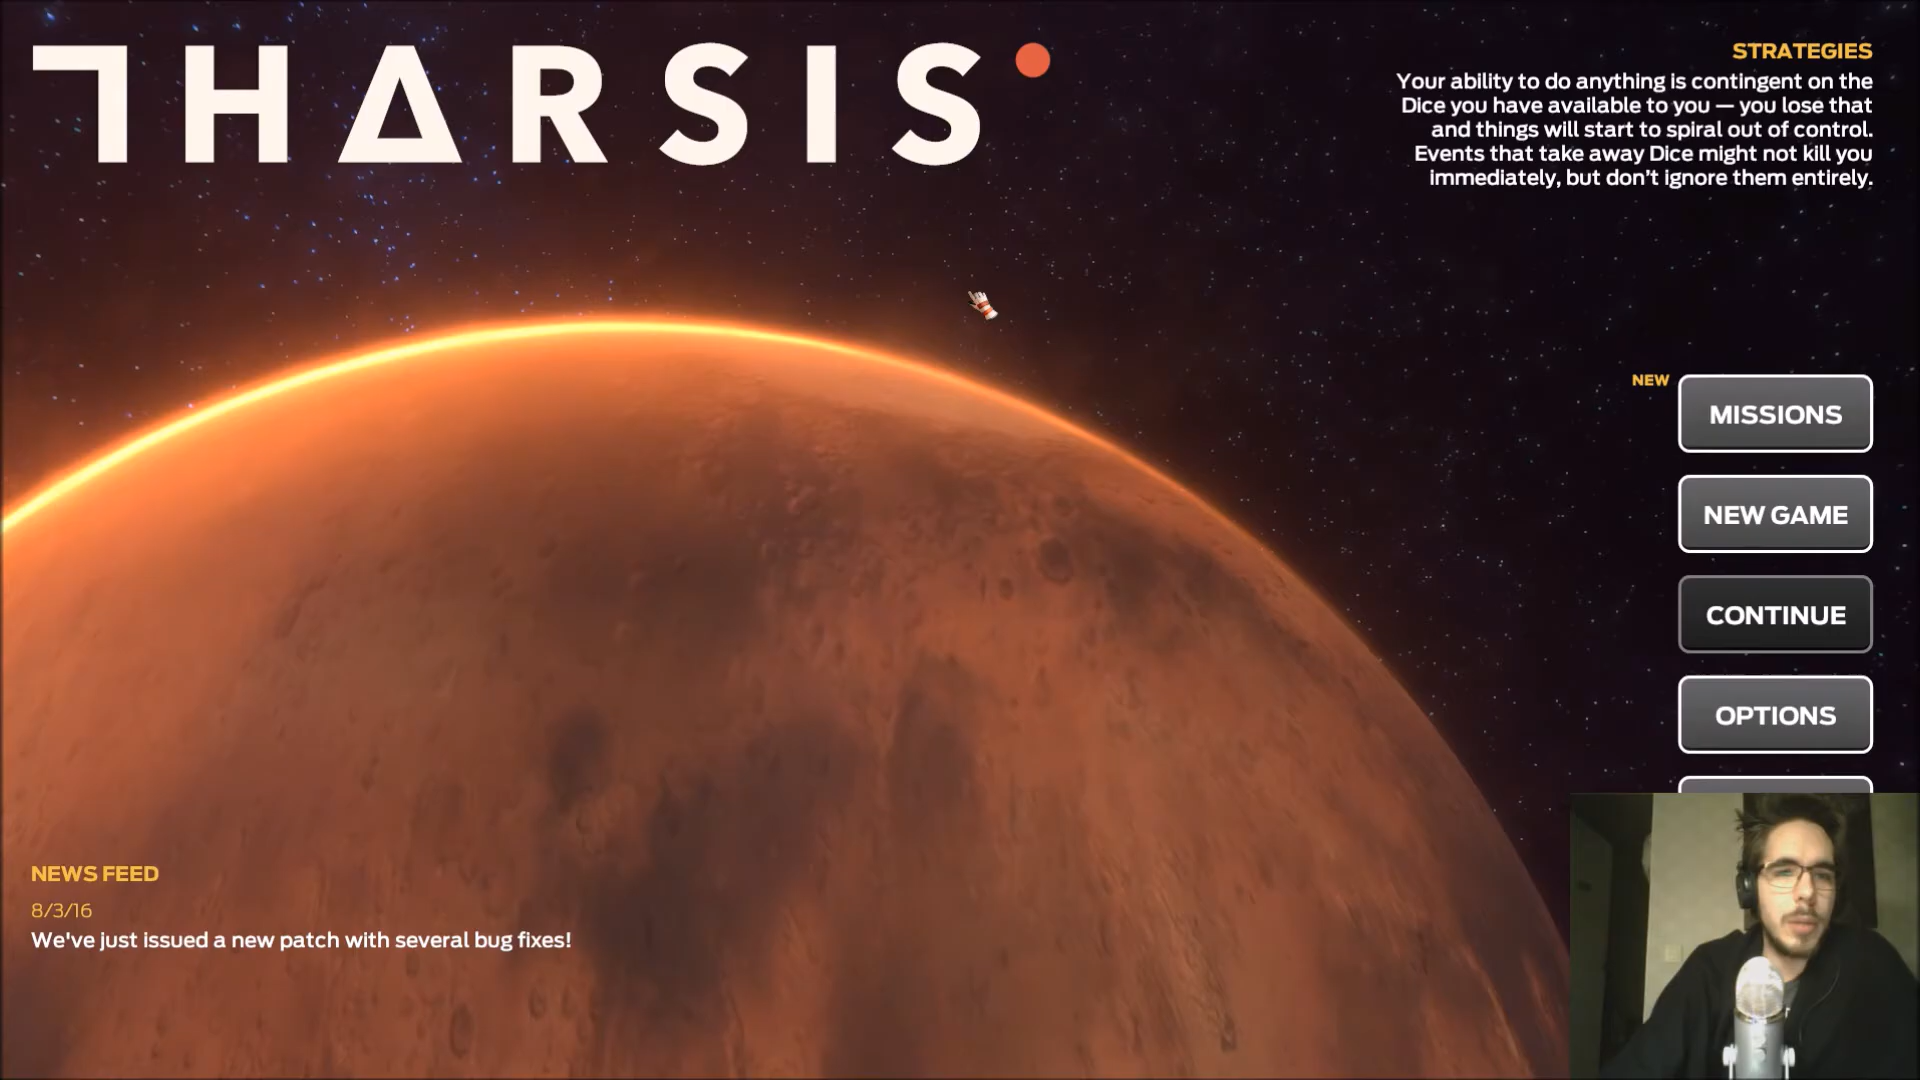 THARSIS
STRATEGIES
Your ability to do anything is contingent on the
Dice you have available to you — you lose that
and things will start to spiral out of control.
Events that take away Dice might not kill you
immediately, but don't ignore them entirely.
NEW
MISSIONS
NEW GAME
CONTINUE
OPTIONS
NEWS FEED
8/3/16
We've just issued a new patch with several bug fixes!